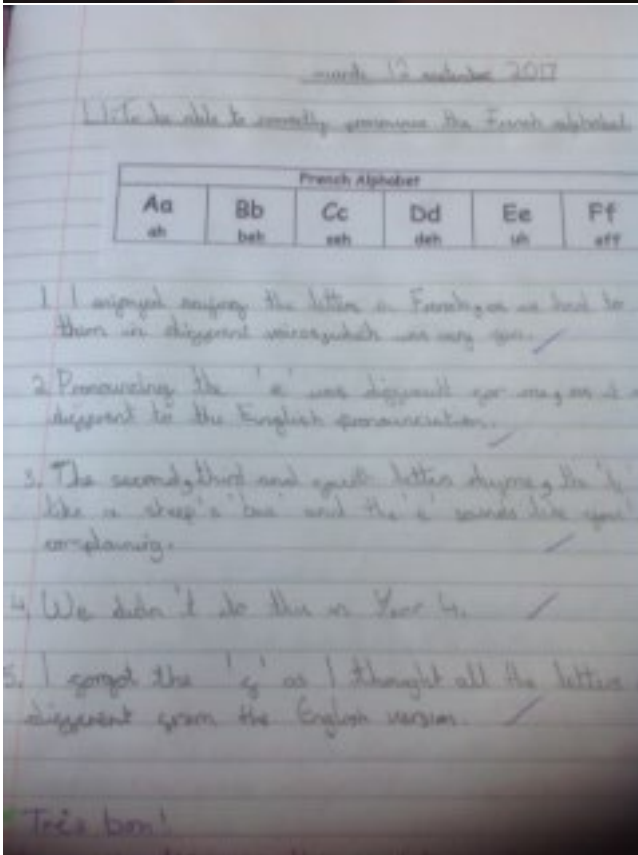 mardi 12 septembre 2017
LI: To be able to correctly pronounce the French alphabet.
French Alphabet
Aa Bb Cc Dd Ee Ff
ah beh seh deh uh eff
1. I enjoyed saying the letters in French, as we had to
them in different voices, which was very fun.
2. Pronouncing the 'e' was difficult for me, as it
different to the English pronunciation.
3. The second, third and fourth letters rhyme, the 'b'
like a sheep's 'baa' and the 'e' sounds like you
complaining.
4. We didn't do this in Year 4.
5. I forgot the 'f' as I thought all the letters
different from the English version.
Très bon!